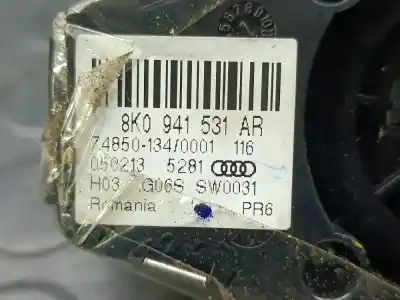 8K0 941 531 AR
74850-134/0001 116
050213 5281
H03 G06S SW0031
Romania PR6